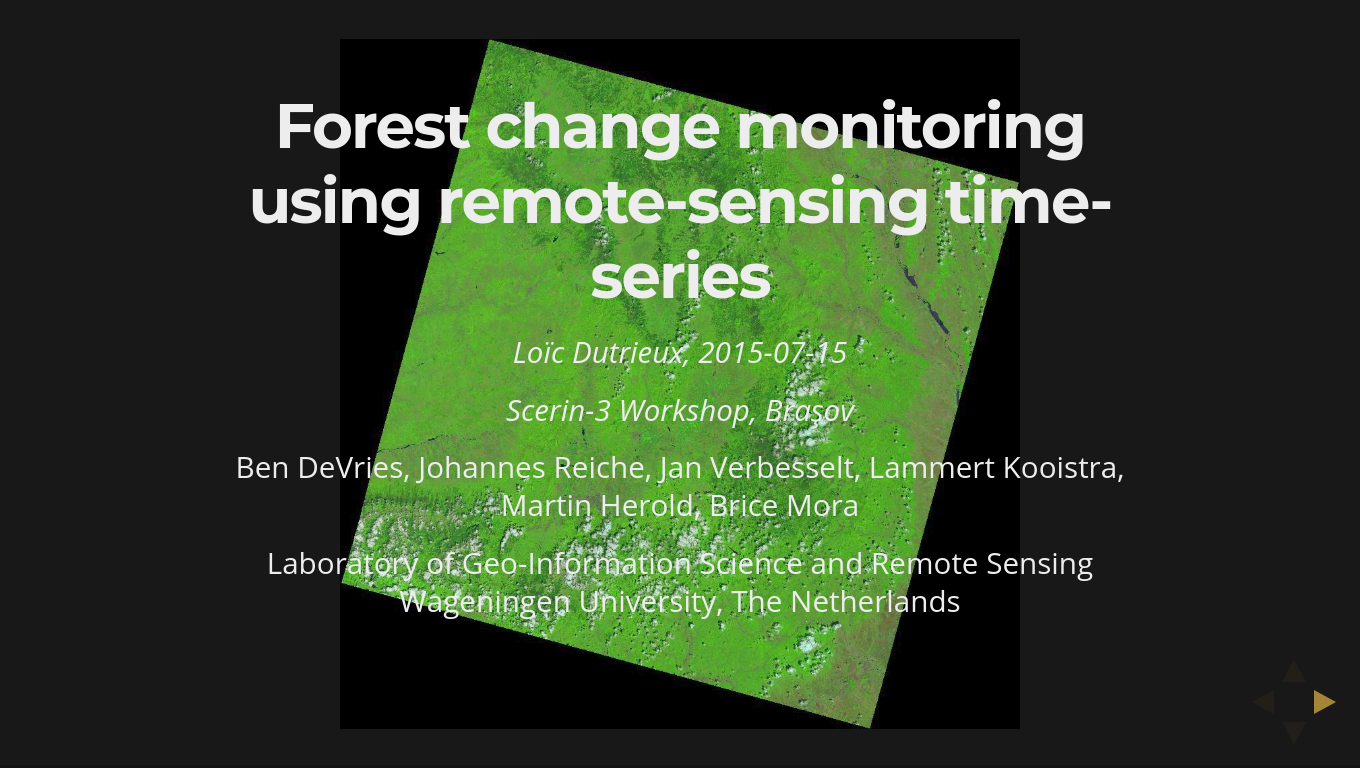 Forest change monitoring
using remote-sensing time-
series
Loïc Dutrieux, 2015-07-15
Scerin-3 Workshop, Brasov
Ben DeVries, Johannes Reiche, Jan Verbesselt, Lammert Kooistra,
Martin Herold, Brice Mora
Laboratory of Geo-Information Science and Remote Sensing
Wageningen University, The Netherlands